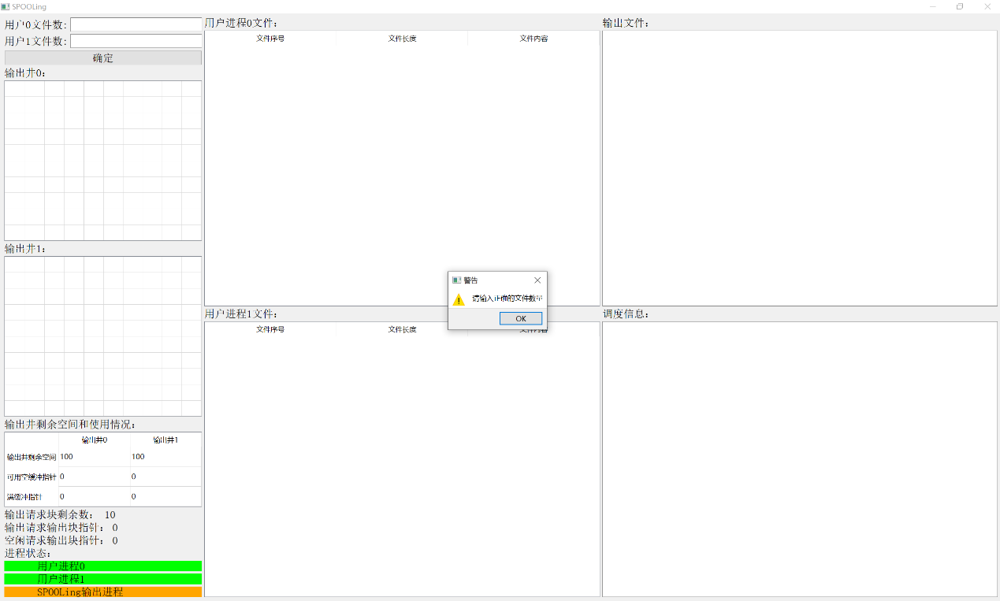 SPOOLing
用户0文件数:
用户1文件数:
确定
输出井0:
输出井1:
输出井剩余空间和使用情况:
输出井0 输出井1
输出井剩余空间 100 100
可用空缓冲指针 0 0
满缓冲指针 0 0
输出请求块剩余数: 10
输出请求输出块指针: 0
空闲请求输出块指针: 0
进程状态:
用户进程0
用户进程1
SPOOLing输出进程
用户进程0文件:
文件序号 文件长度 文件内容
用户进程1文件:
文件序号 文件长度 文件内容
输出文件:
调度信息:
警告
请输入正确的文件数量
OK